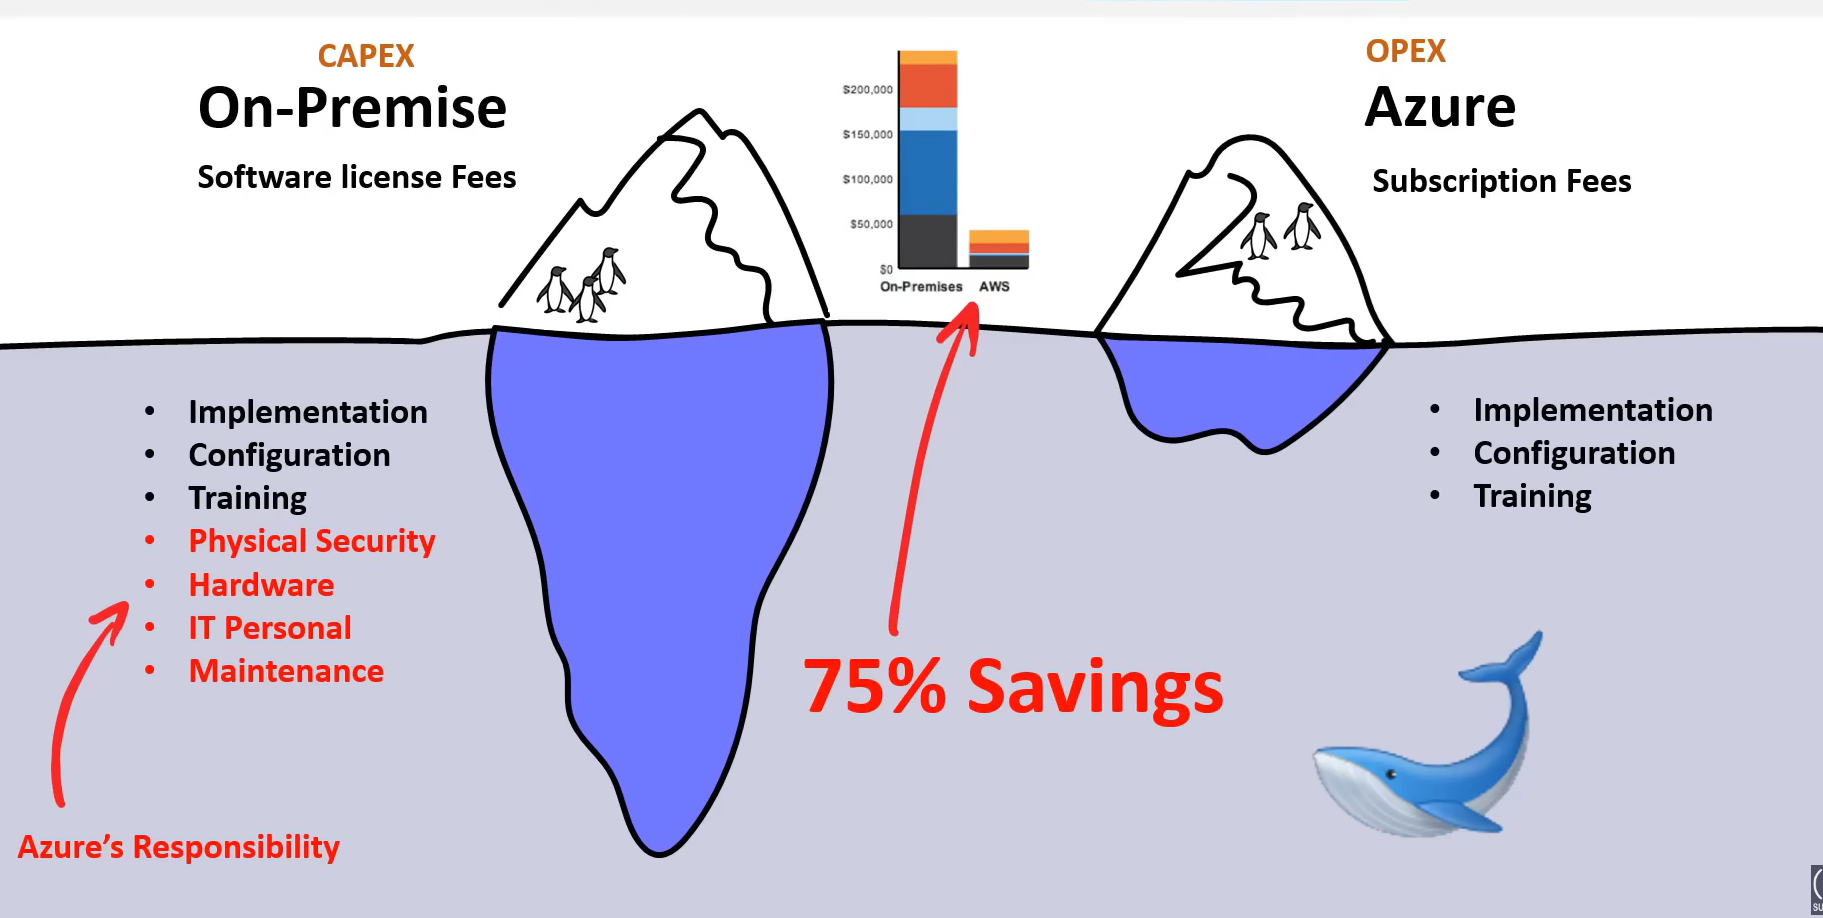 CAPEX
On-Premise
Software license Fees
$200,000
$150,000
$100,000
$50,000
$0
On-Premises AWS
OPEX
Azure
Subscription Fees
• Implementation
• Configuration
• Training
• Physical Security
• Hardware
• IT Personal
• Maintenance
Azure’s Responsibility
75% Savings
• Implementation
• Configuration
• Training